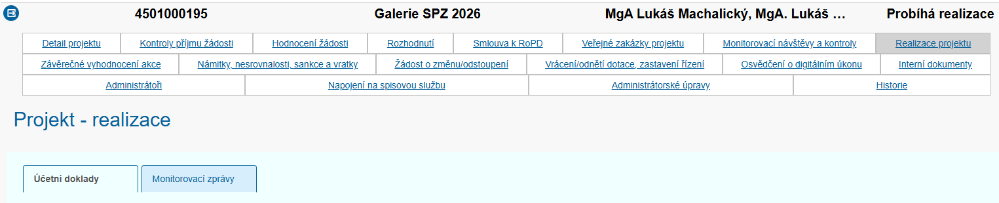 4501000195 Galerie SPZ 2026 MgA Lukáš Machalický, MgA. Lukáš … Probíhá realizace
Detail projektu Kontroly příjmu žádosti Hodnocení žádosti Rozhodnutí Smlouva k RoPD Veřejné zakázky projektu Monitorovací návštěvy a kontroly Realizace projektu
Závěrečné vyhodnocení akce Námitky, nesrovnalosti, sankce a vratky Žádost o změnu/odstoupení Vrácení/odnětí dotace, zastavení řízení Osvědčení o digitálním úkonu Interní dokumenty
Administrátoři Napojení na spisovou službu Administrátorské úpravy Historie
Projekt - realizace
Účetní doklady Monitorovací zprávy